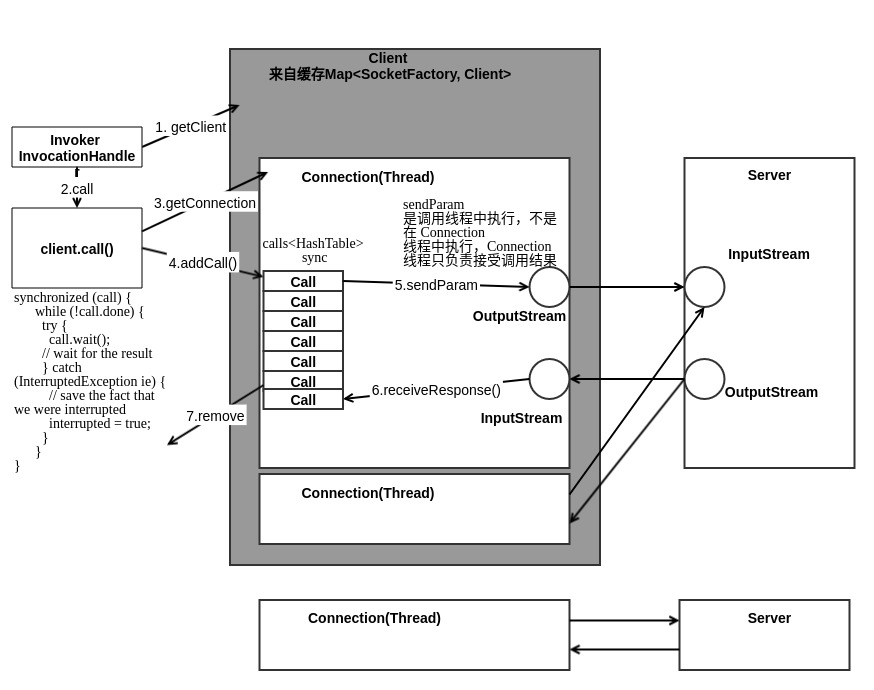 Client
来自缓存Map<SocketFactory, Client>
1. getClient
Invoker
InvocationHandle
2.call
3.getConnection
client.call()
4.addCall()
synchronized (call) {
while (!call.done) {
try {
call.wait();
// wait for the result
} catch
(InterruptedException ie) {
// save the fact that
we were interrupted
interrupted = true;
}
}
}
Connection(Thread)
sendParam
是调用线程中执行，不是
在 Connection
线程中执行，Connection
线程只负责接受调用结果
calls<HashTable>
sync
Call
Call
Call
Call
Call
Call
Call
5.sendParam
OutputStream
6.receiveResponse()
InputStream
7.remove
Connection(Thread)
Server
InputStream
OutputStream
Connection(Thread)
Server